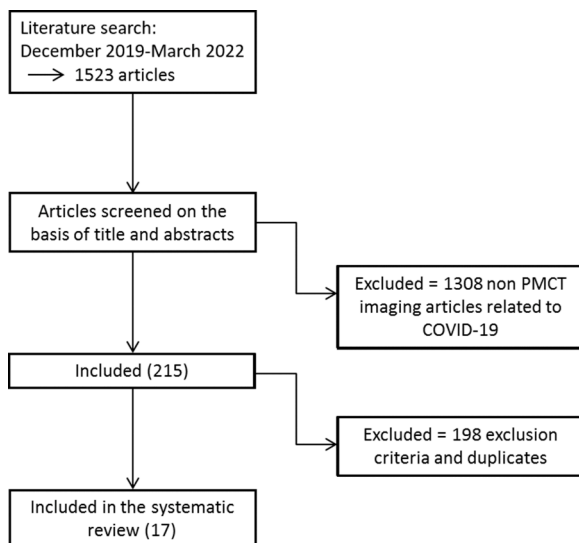 Literature search:
December 2019-March 2022
→ 1523 articles
Articles screened on the
basis of title and abstracts
Excluded = 1308 non PMCT
imaging articles related to
COVID-19
Included (215)
Excluded = 198 exclusion
criteria and duplicates
Included in the systematic
review (17)